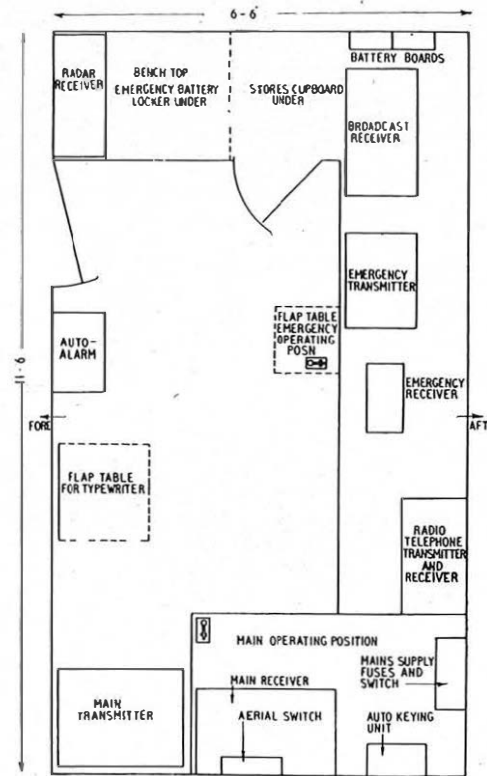 6-6
BATTERY BOARDS
RADAR
RECEIVER
BENCH TOP
EMERGENCY BATTERY
LOCKER UNDER
STORES CUPBOARD
UNDER
BROADCAST
RECEIVER
EMERGENCY
TRANSMITTER
FLAP TABLE
EMERGENCY
OPERATING
POSN
AUTO-
ALARM
11-6
EMERGENCY
RECEIVER
FORE
AFT
FLAP TABLE
FOR TYPEWRITER
RADIO
TELEPHONE
TRANSMITTER
AND
RECEIVER
MAIN OPERATING POSITION
MAINS SUPPLY
FUSES AND
SWITCH
MAIN RECEIVER
MAIN
TRANSMITTER
AERIAL SWITCH
AUTO KEYING
UNIT